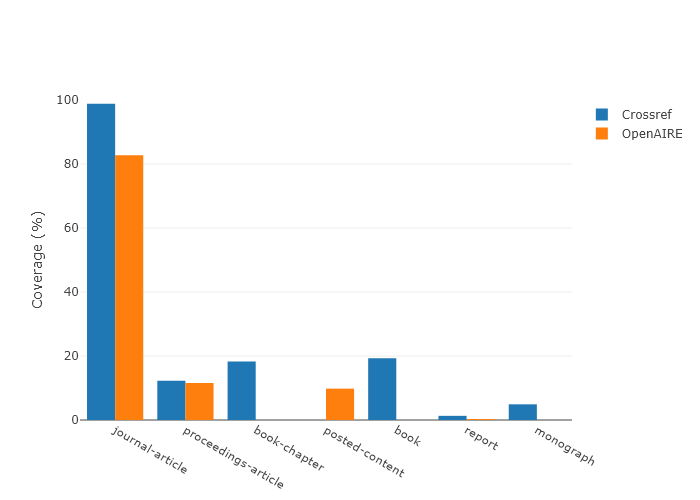 100
80
60
40
20
0
Coverage (%)
journal-article
proceedings-article
book-chapter
posted-content
book
report
monograph
Crossref
OpenAIRE